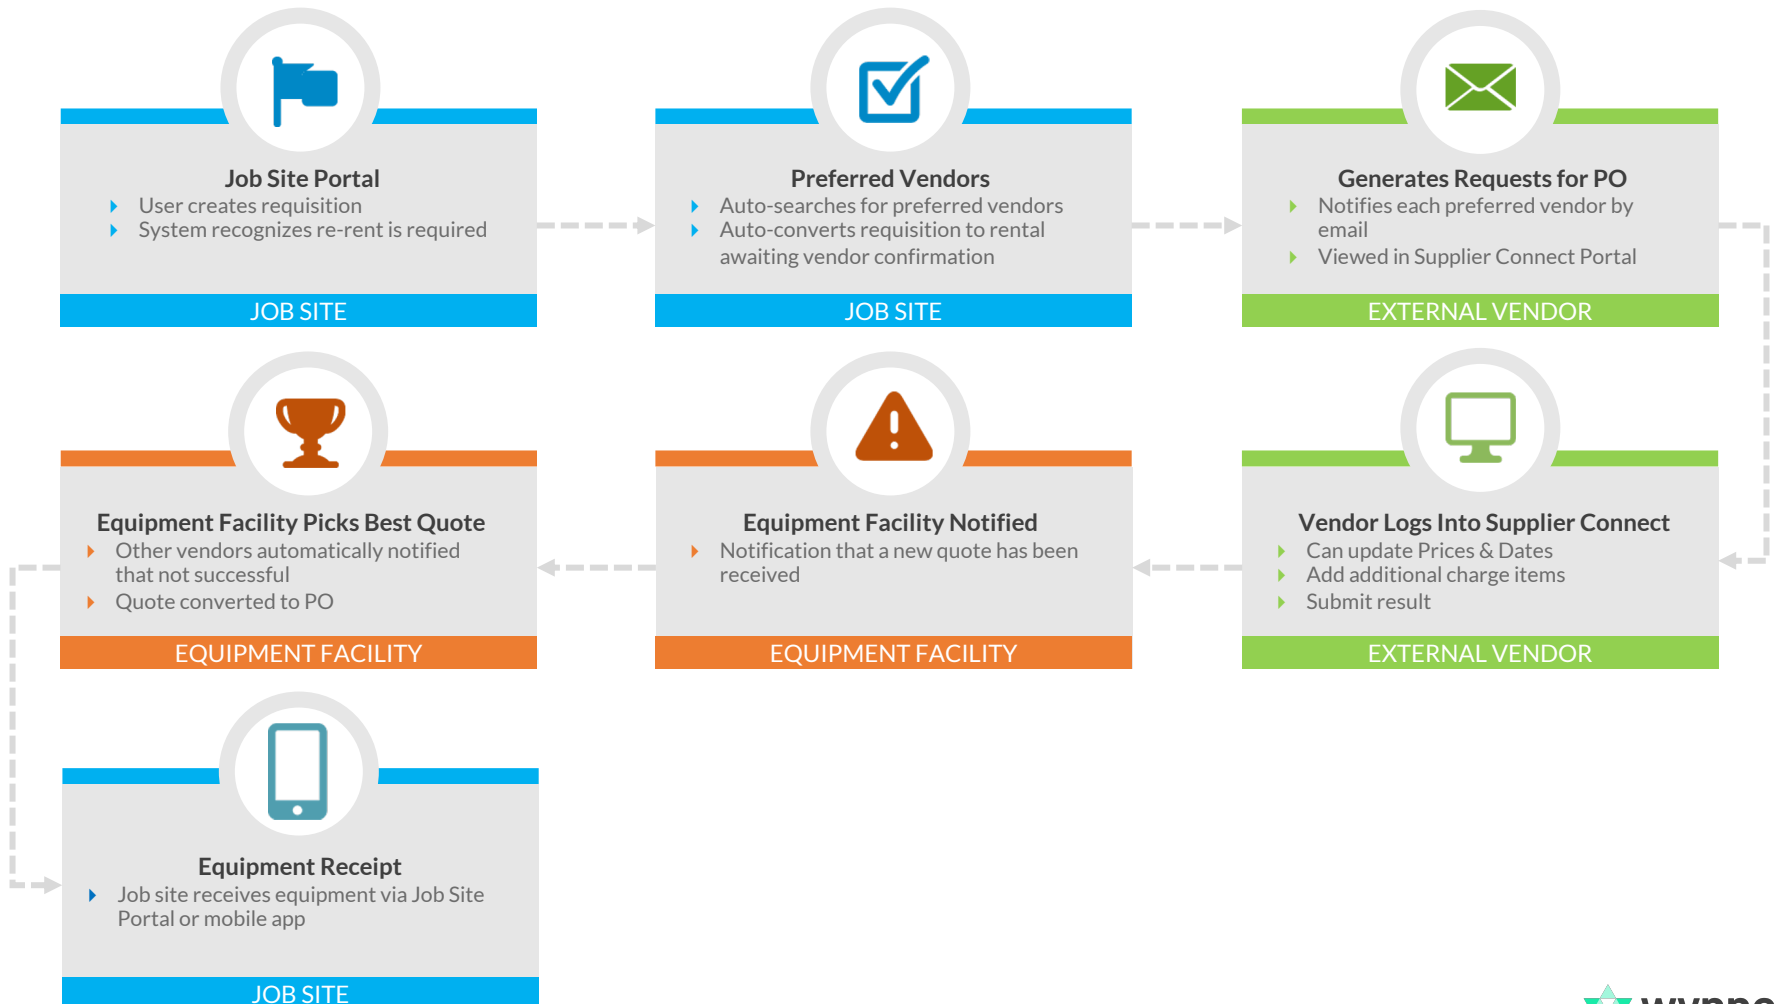 Job Site Portal
User creates requisition
System recognizes re-rent is required
JOB SITE
Preferred Vendors
Auto-searches for preferred vendors
Auto-converts requisition to rental
awaiting vendor confirmation
JOB SITE
Generates Requests for PO
Notifies each preferred vendor by
email
Viewed in Supplier Connect Portal
EXTERNAL VENDOR
Vendor Logs Into Supplier Connect
Can update Prices & Dates
Add additional charge items
Submit result
EXTERNAL VENDOR
Equipment Facility Notified
Notification that a new quote has been
received
EQUIPMENT FACILITY
Equipment Facility Picks Best Quote
Other vendors automatically notified
that not successful
Quote converted to PO
EQUIPMENT FACILITY
Equipment Receipt
Job site receives equipment via Job Site
Portal or mobile app
JOB SITE